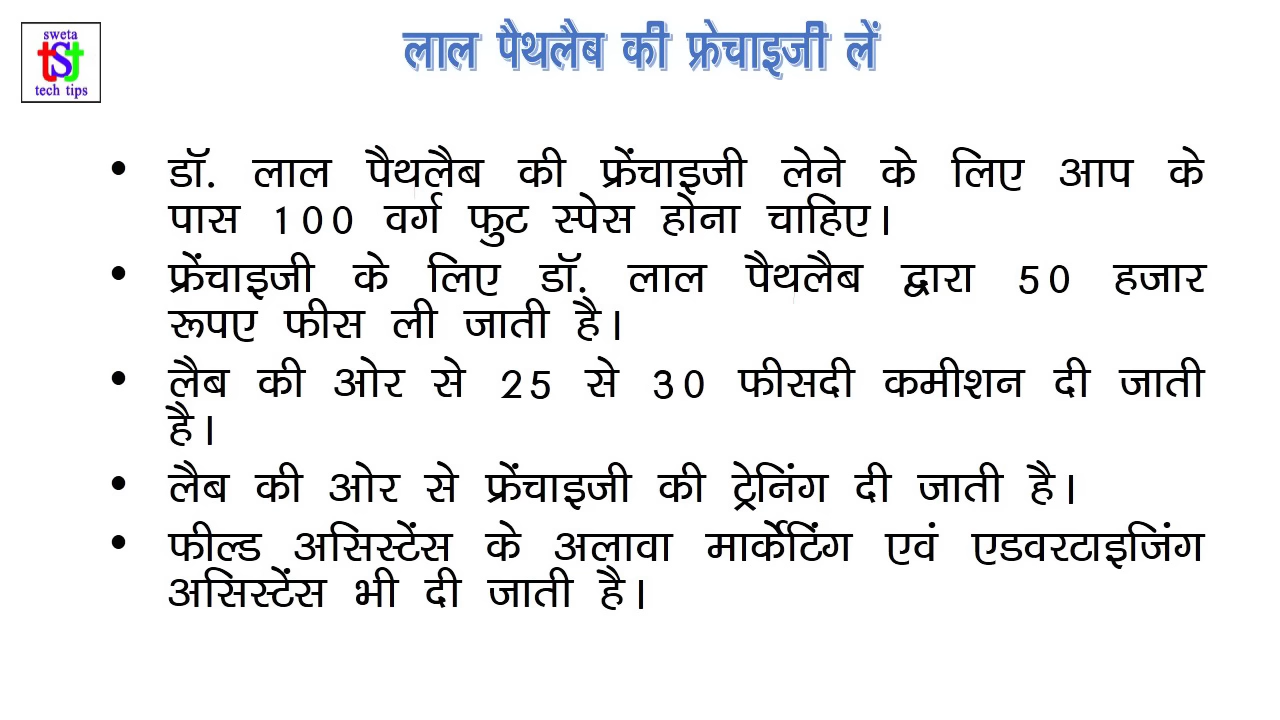 sweta
tST
tech tips
लाल पैथलैब की फ्रेचाइजी लें
• डॉ. लाल पैथलैब की फ्रेंचाइजी लेने के लिए आप के
पास 100 वर्ग फुट स्पेस होना चाहिए।
• फ्रेंचाइजी के लिए डॉ. लाल पैथलैब द्वारा 50 हजार
रूपए फीस ली जाती है।
• लैब की ओर से 25 से 30 फीसदी कमीशन दी जाती
है।
• लैब की ओर से फ्रेंचाइजी की ट्रेनिंग दी जाती है।
• फील्ड असिस्टेंस के अलावा मार्केटिंग एवं एडवरटाइजिंग
असिस्टेंस भी दी जाती है।